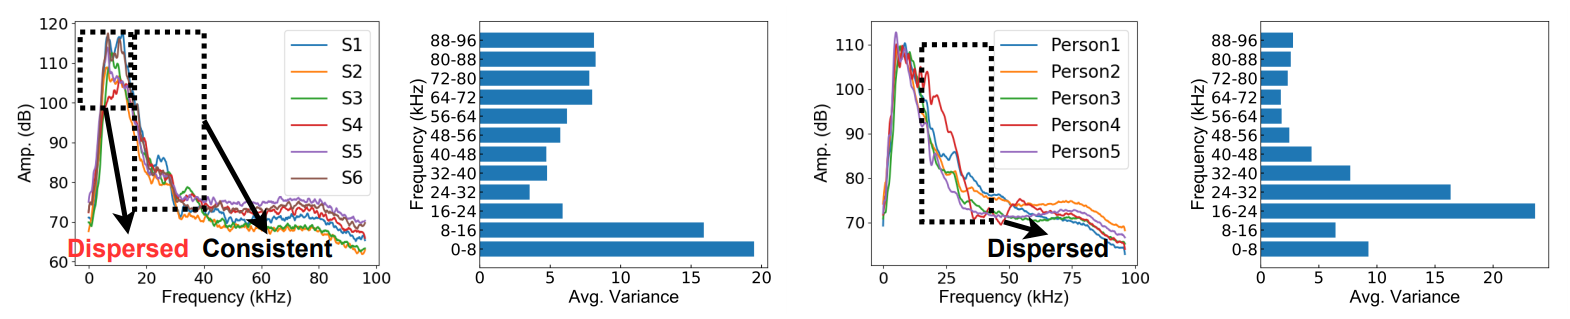 120
110
100
90
80
70
60
Amp. (dB)
0
20
40
60
80
100
Frequency (kHz)
S1
S2
S3
S4
S5
S6
Dispersed
Consistent
Frequency (kHz)
88-96
80-88
72-80
64-72
56-64
48-56
40-48
32-40
24-32
16-24
8-16
0-8
0
5
10
15
20
Avg. Variance
110
100
90
80
70
Amp. (dB)
0
25
50
75
100
Frequency (kHz)
Person1
Person2
Person3
Person4
Person5
Dispersed
Frequency (kHz)
88-96
80-88
72-80
64-72
56-64
48-56
40-48
32-40
24-32
16-24
8-16
0-8
0
5
10
15
20
Avg. Variance